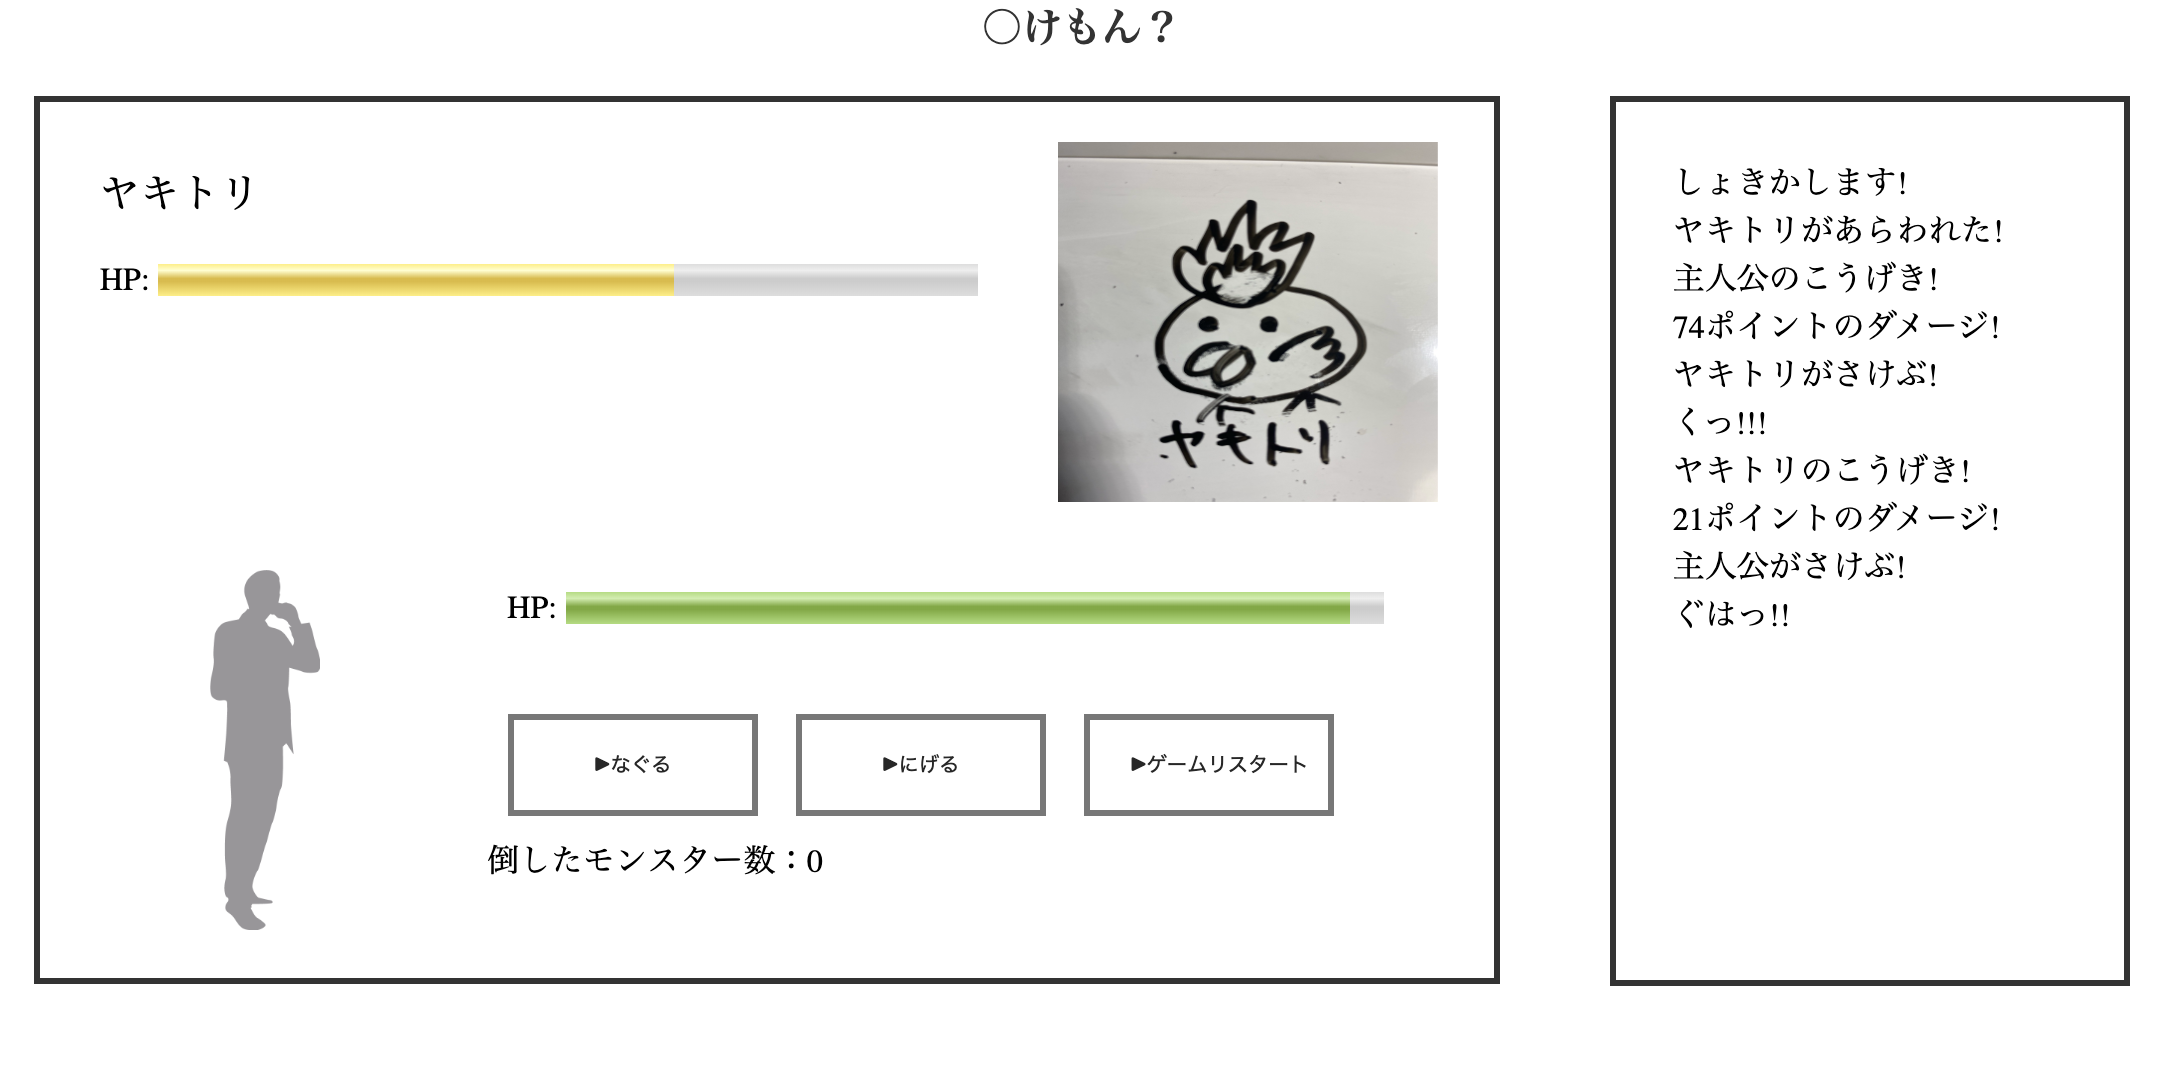 〇けもん？
ヤキトリ
HP:
ヤキトリ
HP:
▶なぐる
▶にげる
▶ゲームリスタート
倒したモンスター数：0
しょきかします!
ヤキトリがあらわれた!
主人公のこうげき!
74ポイントのダメージ!
ヤキトリがさけぶ!
くっ!!!
ヤキトリのこうげき!
21ポイントのダメージ!
主人公がさけぶ!
ぐはっ!!